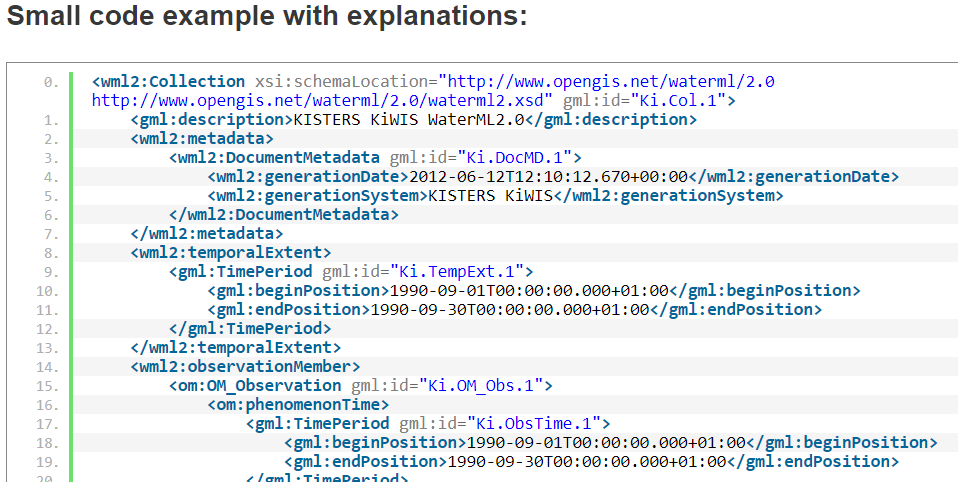 Small code example with explanations:
0. <wml2:Collection xsi:schemaLocation="http://www.opengis.net/waterml/2.0
http://www.opengis.net/waterml/2.0/waterml2.xsd" gml:id="Ki.Col.1">
1. <gml:description>KISTERS KiWIS WaterML2.0</gml:description>
2. <wml2:metadata>
3. <wml2:DocumentMetadata gml:id="Ki.DocMD.1">
4. <wml2:generationDate>2012-06-12T12:10:12.670+00:00</wml2:generationDate>
5. <wml2:generationSystem>KISTERS KiWIS</wml2:generationSystem>
6. </wml2:DocumentMetadata>
7. </wml2:metadata>
8. <wml2:temporalExtent>
9. <gml:TimePeriod gml:id="Ki.TempExt.1">
10. <gml:beginPosition>1990-09-01T00:00:00.000+01:00</gml:beginPosition>
11. <gml:endPosition>1990-09-30T00:00:00.000+01:00</gml:endPosition>
12. </gml:TimePeriod>
13. </wml2:temporalExtent>
14. <wml2:observationMember>
15. <om:OM_Observation gml:id="Ki.OM_Obs.1">
16. <om:phenomenonTime>
17. <gml:TimePeriod gml:id="Ki.ObsTime.1">
18. <gml:beginPosition>1990-09-01T00:00:00.000+01:00</gml:beginPosition>
19. <gml:endPosition>1990-09-30T00:00:00.000+01:00</gml:endPosition>
20. </gml:TimePeriod>